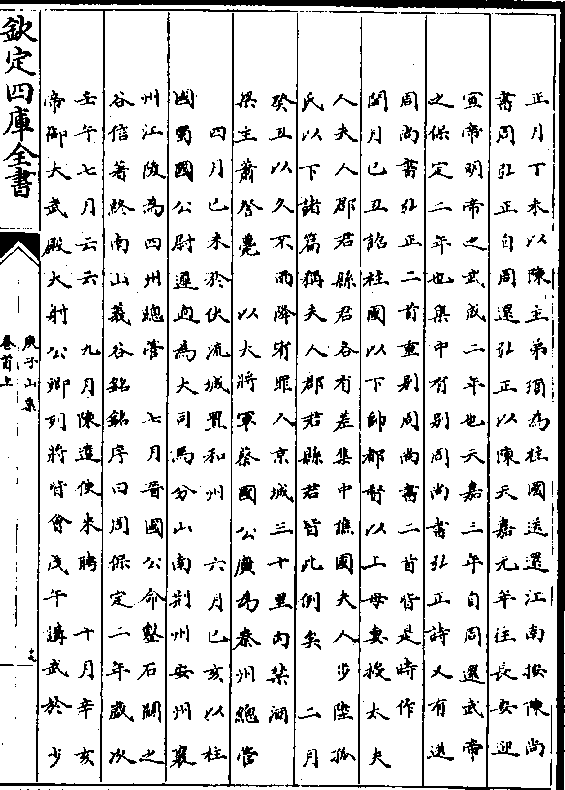 正月丁未以陳主弟頊為柱國送還江南按陳尚
書周弘正自周還弘正以陳天嘉元年往長安迎
宣帝明帝之武成二年也天嘉三年自周還武帝
之保定二年也集中有别周尚書弘正詩又有送
周尚書弘正二首重别周尚書二首皆是時作
閏月己丑詔柱國以下帥都督以上母妻授太夫
人夫人郡君縣君各有差集中譙國夫人步陸孤
氏以下諸篇稱夫人郡君縣君皆此例矣　二月
癸丑以久不雨降宥罪人京城三十里内禁酒
梁主蕭詧薨　以大將軍蔡國公廣為秦州總管
四月己未於伏流城置和州　六月己亥以柱
國蜀國公尉遲迥為大司馬分山南荆州安州襄
州江陵為四州總管　七月晉國公命鑿石關之
谷信著終南山義谷銘銘序曰周保定二年歲次
壬午七月云云　九月陳遣使來聘　十月辛亥
帝御大武殿大射公卿列將皆會戊午講武於少
欽定四庫全書
庾子山集
卷首上